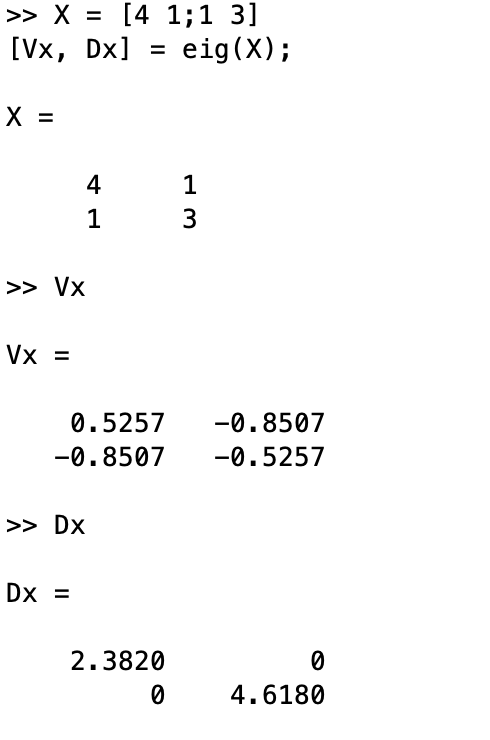 >> X = [4 1;1 3]
[Vx, Dx] = eig(X);
X =
4 1
1 3
>> Vx
Vx =
0.5257 -0.8507
-0.8507 -0.5257
>> Dx
Dx =
2.3820 0
0 4.6180